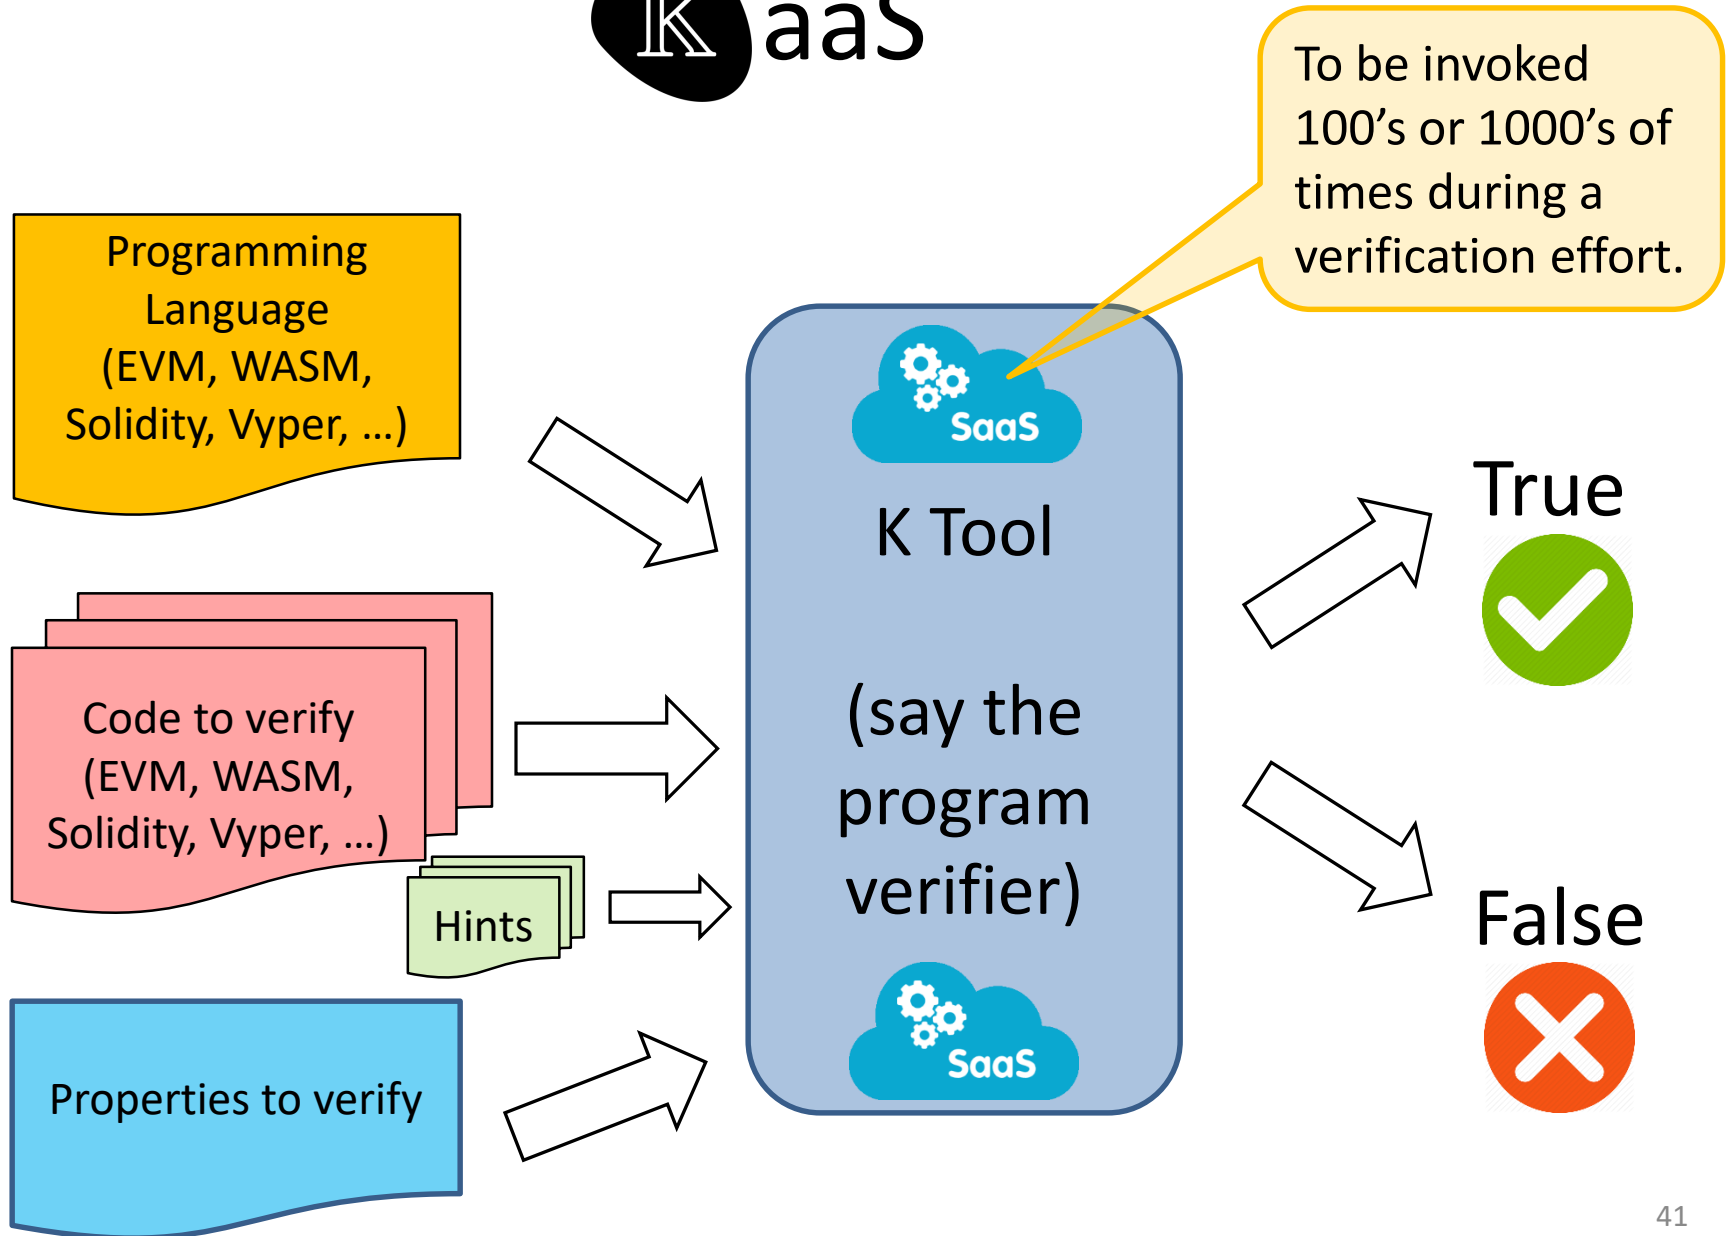 𝕂 aaS
To be invoked
100’s or 1000’s of
times during a
verification effort.
Programming
Language
(EVM, WASM,
Solidity, Vyper, …)
Code to verify
(EVM, WASM,
Solidity, Vyper, …)
Hints
Properties to verify
SaaS
K Tool
(say the
program
verifier)
SaaS
True
False
41